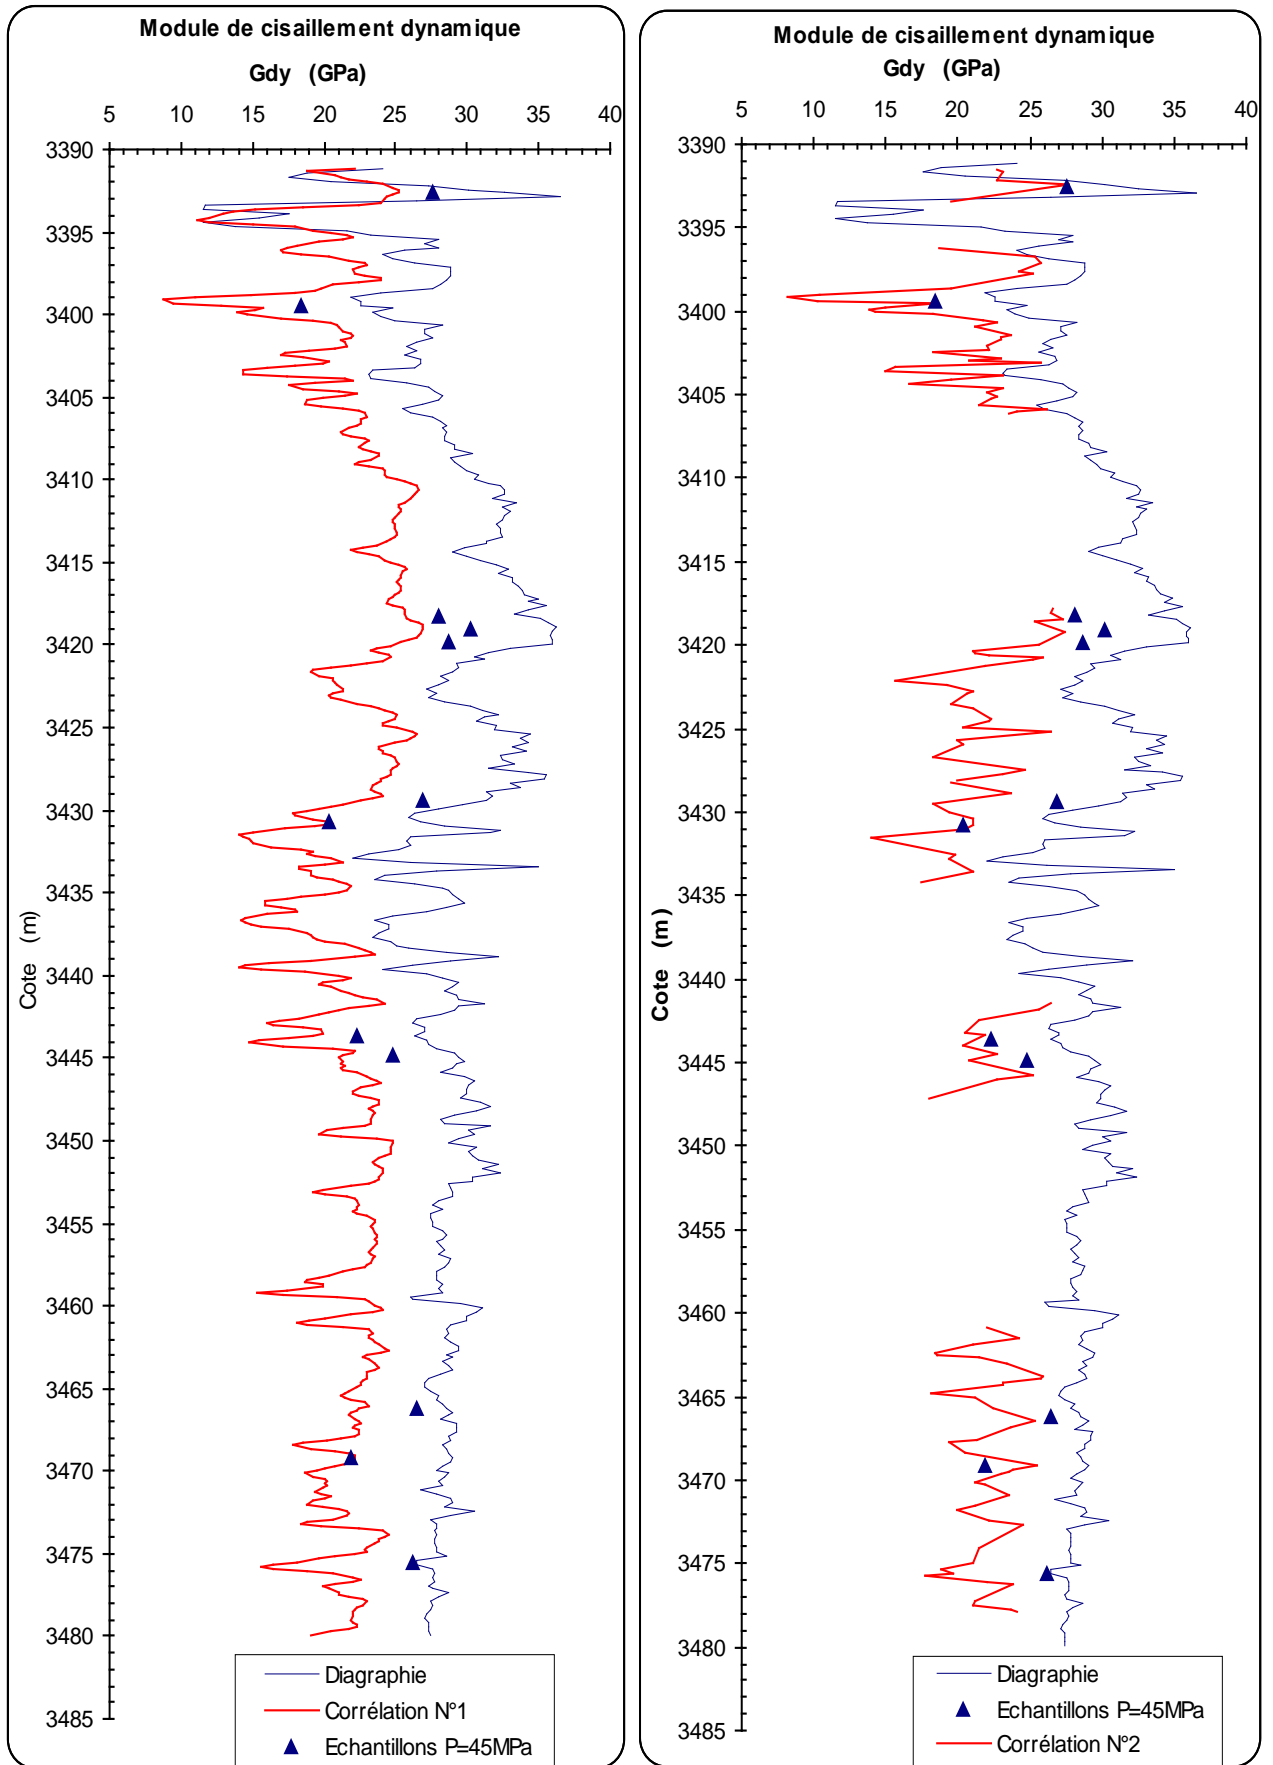 Module de cisaillement dynamique
Gdy (GPa)
5 10 15 20 25 30 35 40
3390
3395
3400
3405
3410
3415
3420
3425
3430
3435
3440
3445
3450
3455
3460
3465
3470
3475
3480
3485
Cote (m)
Diagraphie
Corrélation N°1
Echantillons P=45MPa
Module de cisaillement dynamique
Gdy (GPa)
5 10 15 20 25 30 35 40
3390
3395
3400
3405
3410
3415
3420
3425
3430
3435
3440
3445
3450
3455
3460
3465
3470
3475
3480
3485
Cote (m)
Diagraphie
Echantillons P=45MPa
Corrélation N°2